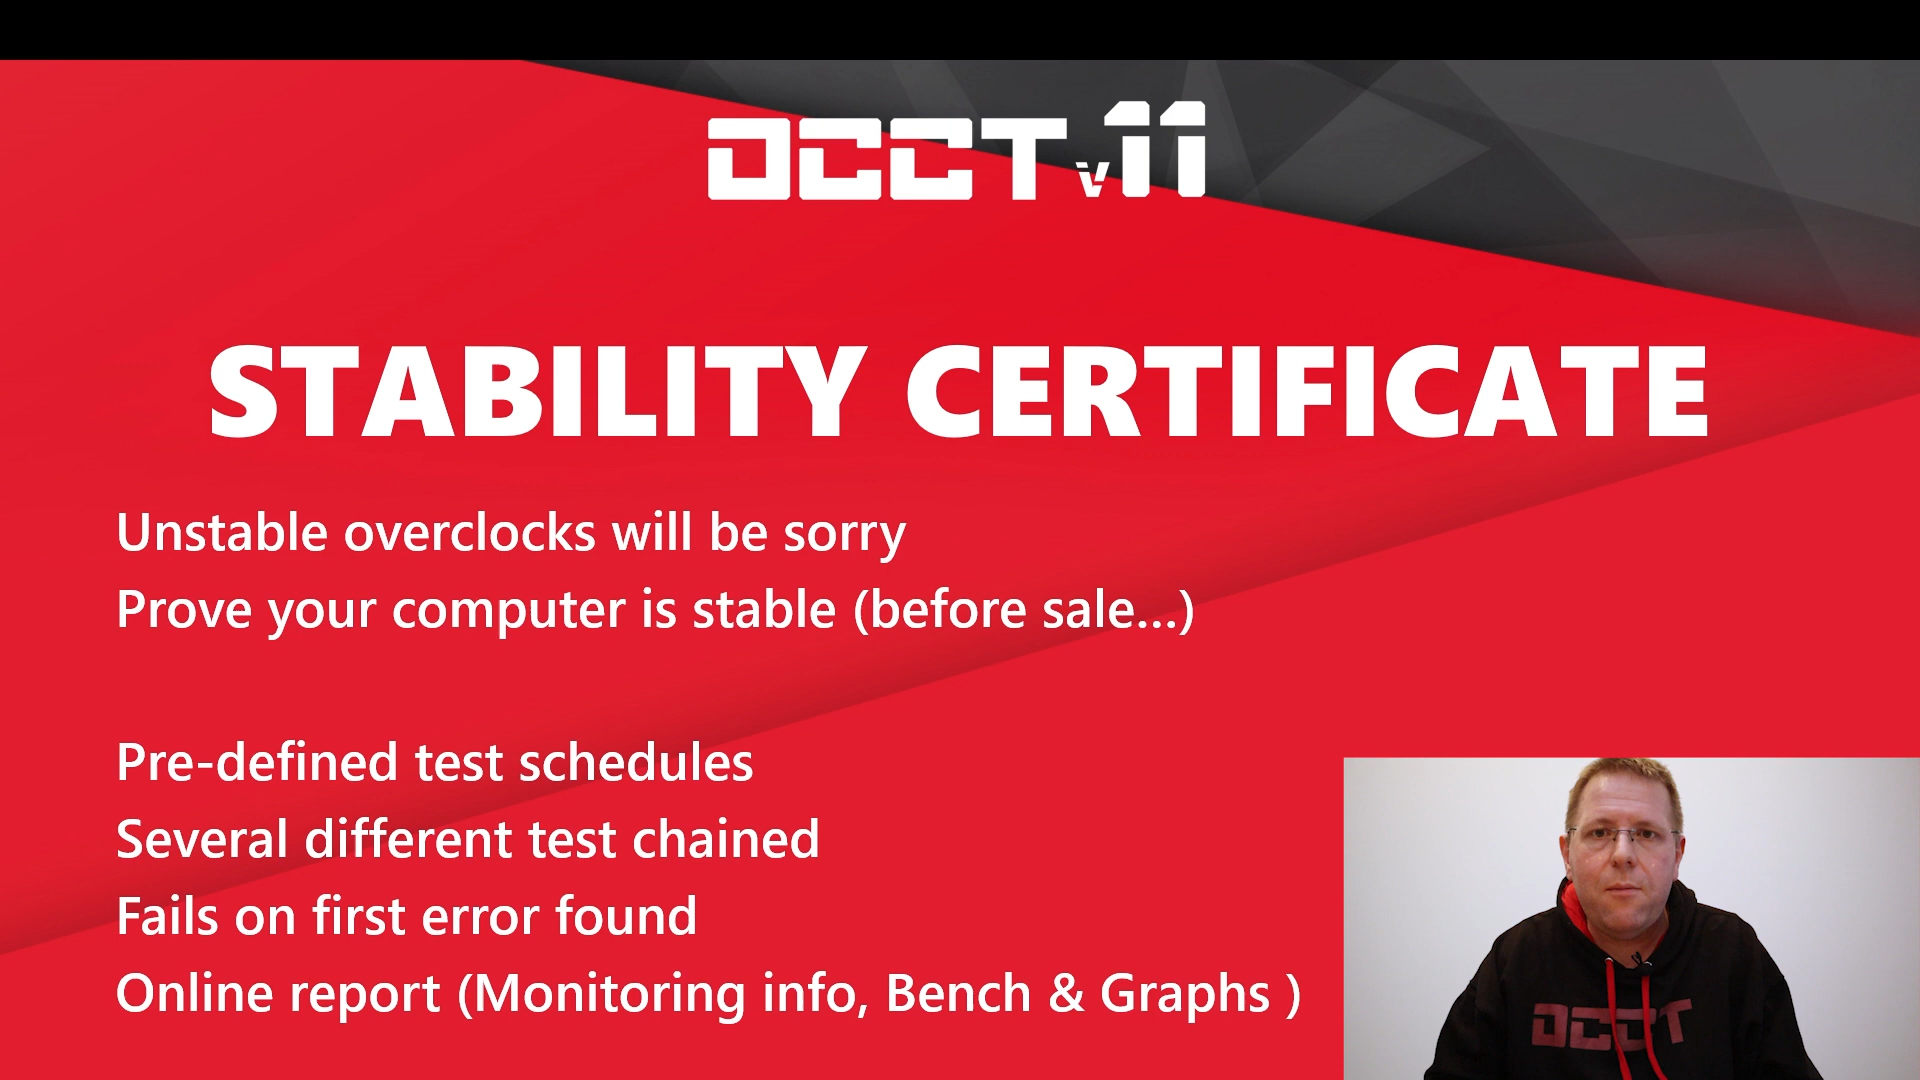 OCCT v11
STABILITY CERTIFICATE
Unstable overclocks will be sorry
Prove your computer is stable (before sale...)
Pre-defined test schedules
Several different test chained
Fails on first error found
Online report (Monitoring info, Bench & Graphs )
OCCT